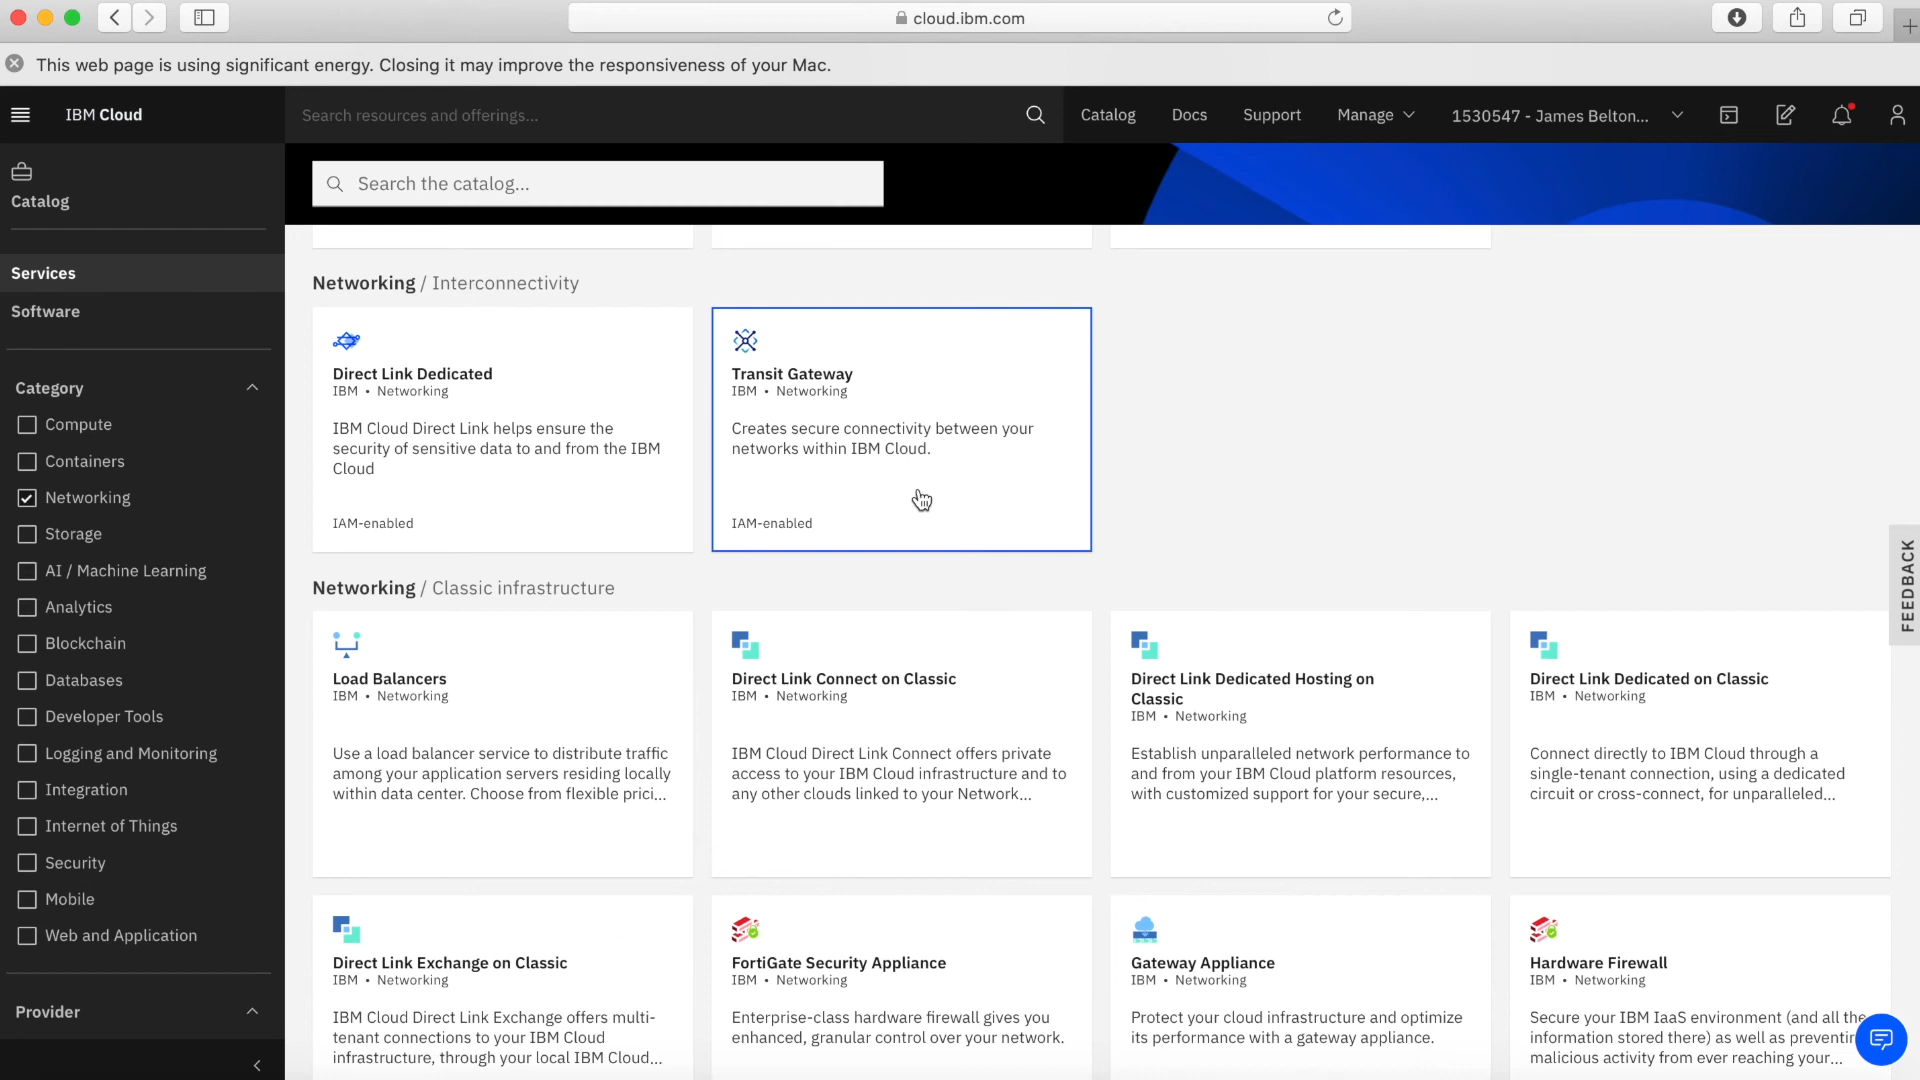 cloud.ibm.com
This web page is using significant energy. Closing it may improve the responsiveness of your Mac.
IBM Cloud
Search resources and offerings...
Catalog
Docs
Support
Manage
1530547 - James Belton...
Catalog
Search the catalog...
Services
Software
Category
Compute
Containers
Networking
Storage
AI / Machine Learning
Analytics
Blockchain
Databases
Developer Tools
Logging and Monitoring
Integration
Internet of Things
Security
Mobile
Web and Application
Provider
Networking / Interconnectivity
Direct Link Dedicated
IBM • Networking
IBM Cloud Direct Link helps ensure the
security of sensitive data to and from the IBM
Cloud
IAM-enabled
Transit Gateway
IBM • Networking
Creates secure connectivity between your
networks within IBM Cloud.
IAM-enabled
Networking / Classic infrastructure
Load Balancers
IBM • Networking
Use a load balancer service to distribute traffic
among your application servers residing locally
within data center. Choose from flexible prici...
Direct Link Connect on Classic
IBM • Networking
IBM Cloud Direct Link Connect offers private
access to your IBM Cloud infrastructure and to
any other clouds linked to your Network...
Direct Link Dedicated Hosting on
Classic
IBM • Networking
Establish unparalleled network performance to
and from your IBM Cloud platform resources,
with customized support for your secure,...
Direct Link Dedicated on Classic
IBM • Networking
Connect directly to IBM Cloud through a
single-tenant connection, using a dedicated
circuit or cross-connect, for unparalleled...
Direct Link Exchange on Classic
IBM • Networking
IBM Cloud Direct Link Exchange offers multi-
tenant connections to your IBM Cloud
infrastructure, through your local IBM Cloud...
FortiGate Security Appliance
IBM • Networking
Enterprise-class hardware firewall gives you
enhanced, granular control over your network.
Gateway Appliance
IBM • Networking
Protect your cloud infrastructure and optimize
its performance with a gateway appliance.
Hardware Firewall
IBM • Networking
Secure your IBM IaaS environment (and all the
information stored there) as well as
malicious activity from ever reaching your...
FEEDBACK